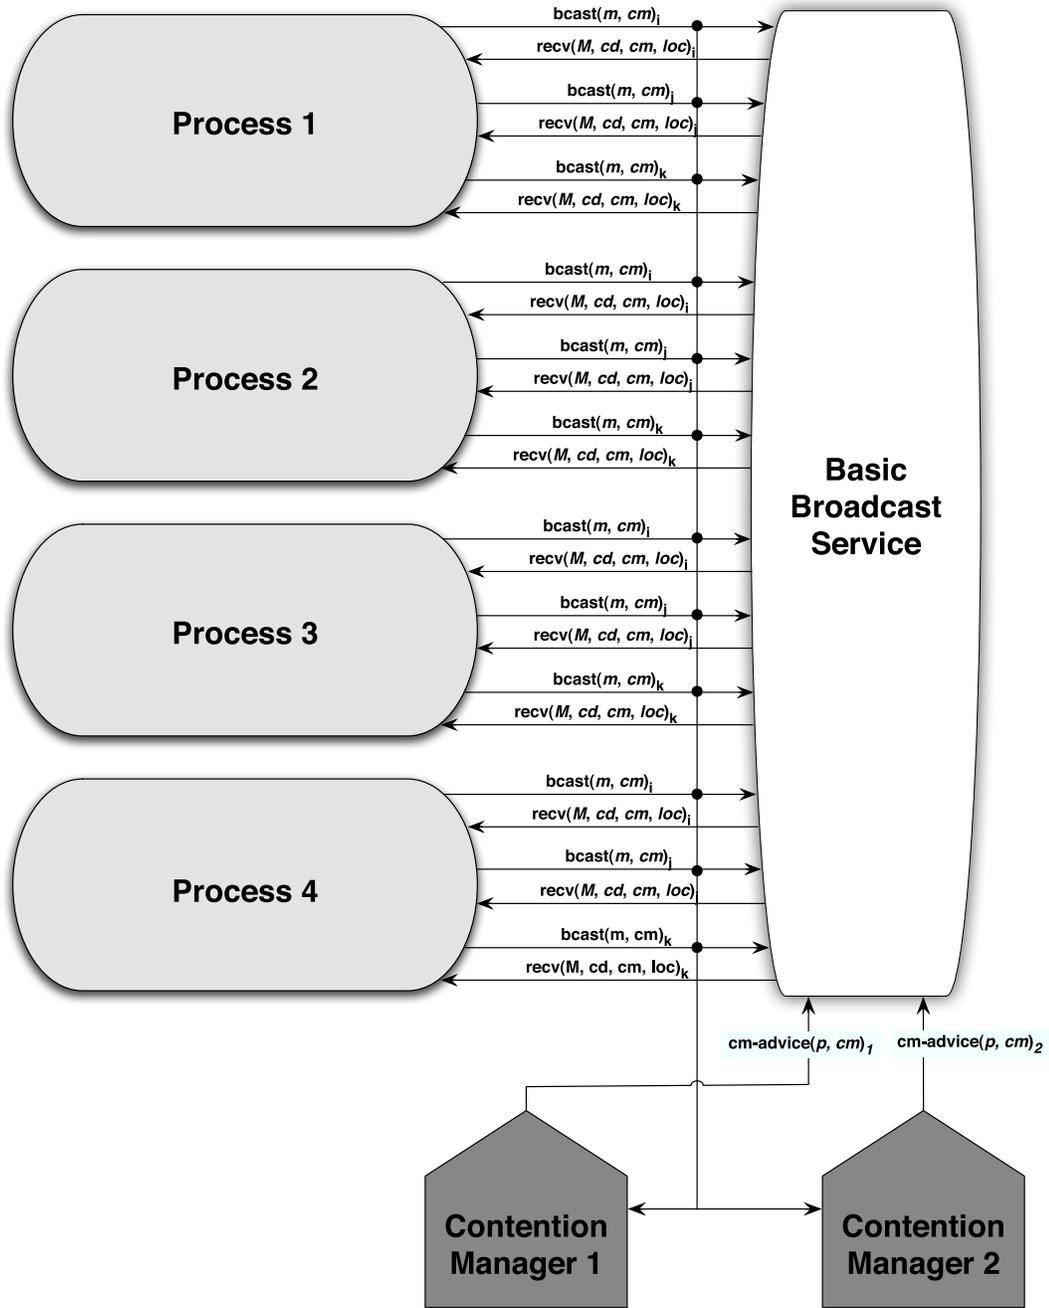 bcast(m, cm)i
recv(M, cd, cm, loc)i
bcast(m, cm)j
recv(M, cd, cm, loc)j
bcast(m, cm)k
recv(M, cd, cm, loc)k
Process 1
bcast(m, cm)i
recv(M, cd, cm, loc)i
bcast(m, cm)j
recv(M, cd, cm, loc)j
bcast(m, cm)k
recv(M, cd, cm, loc)k
Process 2
bcast(m, cm)i
recv(M, cd, cm, loc)i
bcast(m, cm)j
recv(M, cd, cm, loc)j
bcast(m, cm)k
recv(M, cd, cm, loc)k
Process 3
bcast(m, cm)i
recv(M, cd, cm, loc)i
bcast(m, cm)j
recv(M, cd, cm, loc)j
bcast(m, cm)k
recv(M, cd, cm, loc)k
Process 4
Basic
Broadcast
Service
cm-advice(p, cm)1
cm-advice(p, cm)2
Contention
Manager 1
Contention
Manager 2